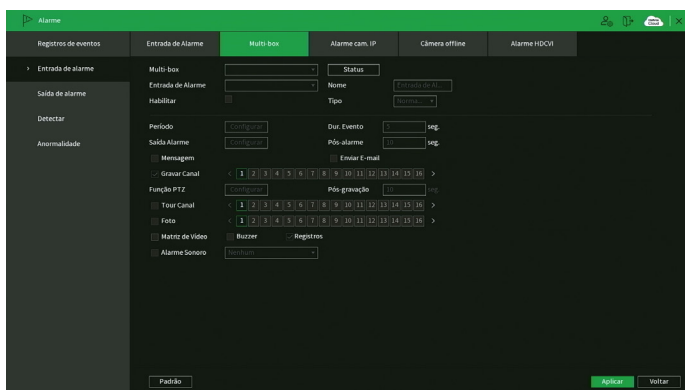 Alarme
Registros de eventos
Entrada de Alarme
Multi-box
Alarme cam. IP
Câmera offline
Alarme HDCVI
Entrada de alarme
Saída de alarme
Detectar
Anormalidade
Multi-box
Status
Entrada de Alarme
Nome
Entrada de Al...
Habilitar
Tipo
Norma...
Período
Configurar
Dur. Evento
5
seg.
Saída Alarme
Configurar
Pós-alarme
10
seg.
Mensagem
Enviar E-mail
Gravar Canal
< 1 2 3 4 5 6 7 8 9 10 11 12 13 14 15 16 >
Função PTZ
Configurar
Pós-gravação
10
seg.
Tour Canal
< 1 2 3 4 5 6 7 8 9 10 11 12 13 14 15 16 >
Foto
< 1 2 3 4 5 6 7 8 9 10 11 12 13 14 15 16 >
Matriz de Vídeo
Buzzer
Registros
Alarme Sonoro
Nenhum
Padrão
Aplicar
Voltar